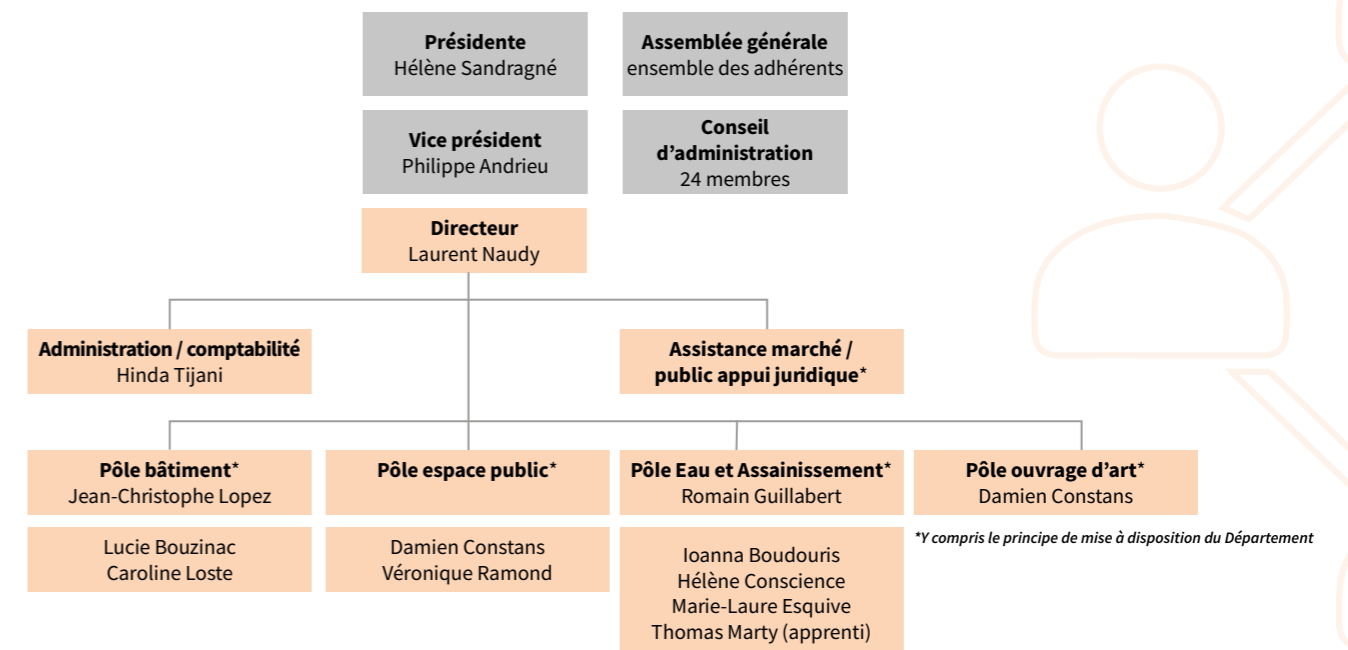 Présidente
Hélène Sandragné
Assemblée générale
ensemble des adhérents
Vice président
Philippe Andrieu
Conseil
d'administration
24 membres
Directeur
Laurent Naudy
Administration / comptabilité
Hinda Tijani
Assistance marché /
public appui juridique*
Pôle bâtiment*
Jean-Christophe Lopez
Pôle espace public*
Pôle Eau et Assainissement*
Romain Guillabert
Pôle ouvrage d'art*
Damien Constans
Lucie Bouzinac
Caroline Loste
Damien Constans
Véronique Ramond
Ioanna Boudouris
Hélène Conscience
Marie-Laure Esquive
Thomas Marty (apprenti)
*Y compris le principe de mise à disposition du Département